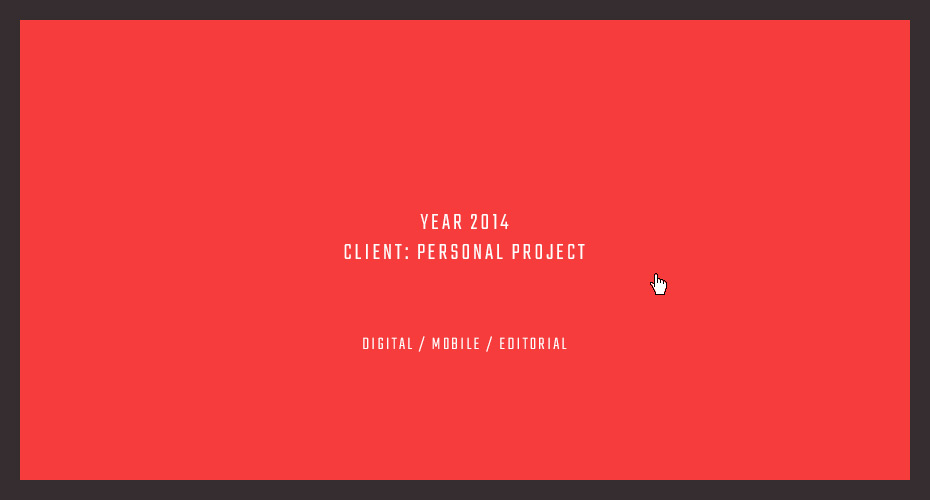 YEAR 2014
CLIENT: PERSONAL PROJECT
DIGITAL / MOBILE / EDITORIAL